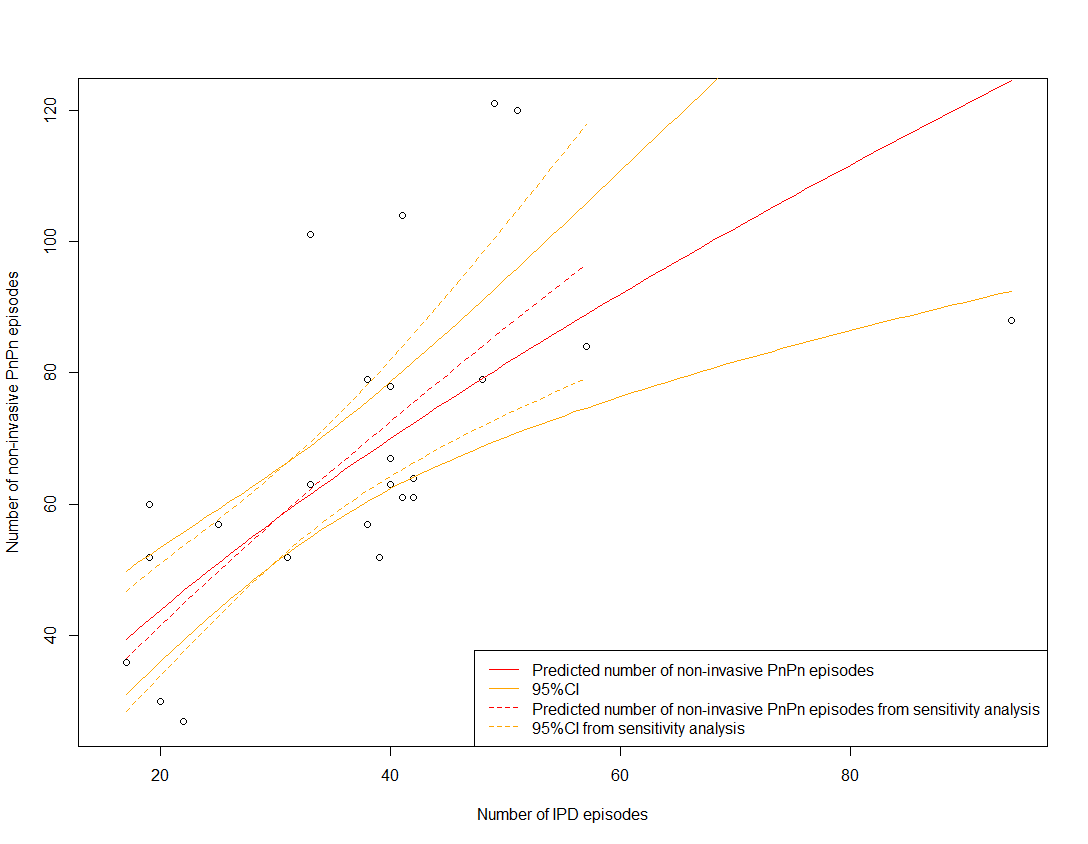 120
100
80
60
40
Number of non-invasive PnPn episodes
Predicted number of non-invasive PnPn episodes
95%CI
Predicted number of non-invasive PnPn episodes from sensitivity analysis
95%CI from sensitivity analysis
20
40
60
80
Number of IPD episodes